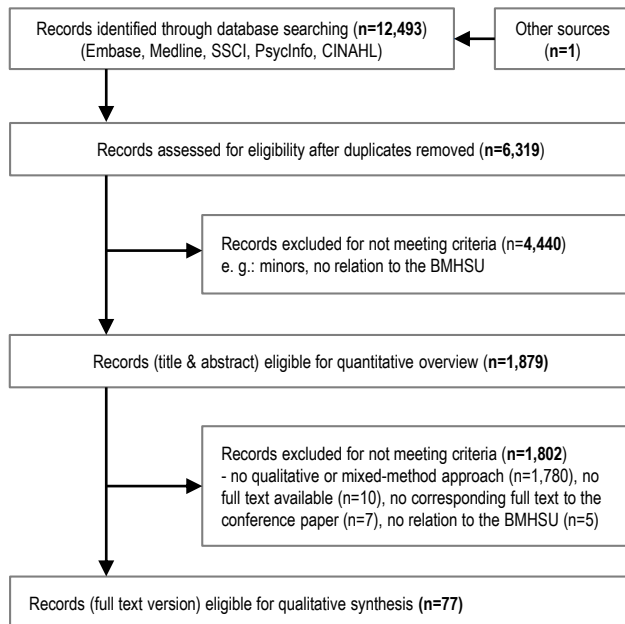 Records identified through database searching (n=12,493)
(Embase, Medline, SSCI, PsycInfo, CINAHL)
Other sources
(n=1)
Records assessed for eligibility after duplicates removed (n=6,319)
Records excluded for not meeting criteria (n=4,440)
e. g.: minors, no relation to the BMHSU
Records (title & abstract) eligible for quantitative overview (n=1,879)
Records excluded for not meeting criteria (n=1,802)
- no qualitative or mixed-method approach (n=1,780), no
full text available (n=10), no corresponding full text to the
conference paper (n=7), no relation to the BMHSU (n=5)
Records (full text version) eligible for qualitative synthesis (n=77)